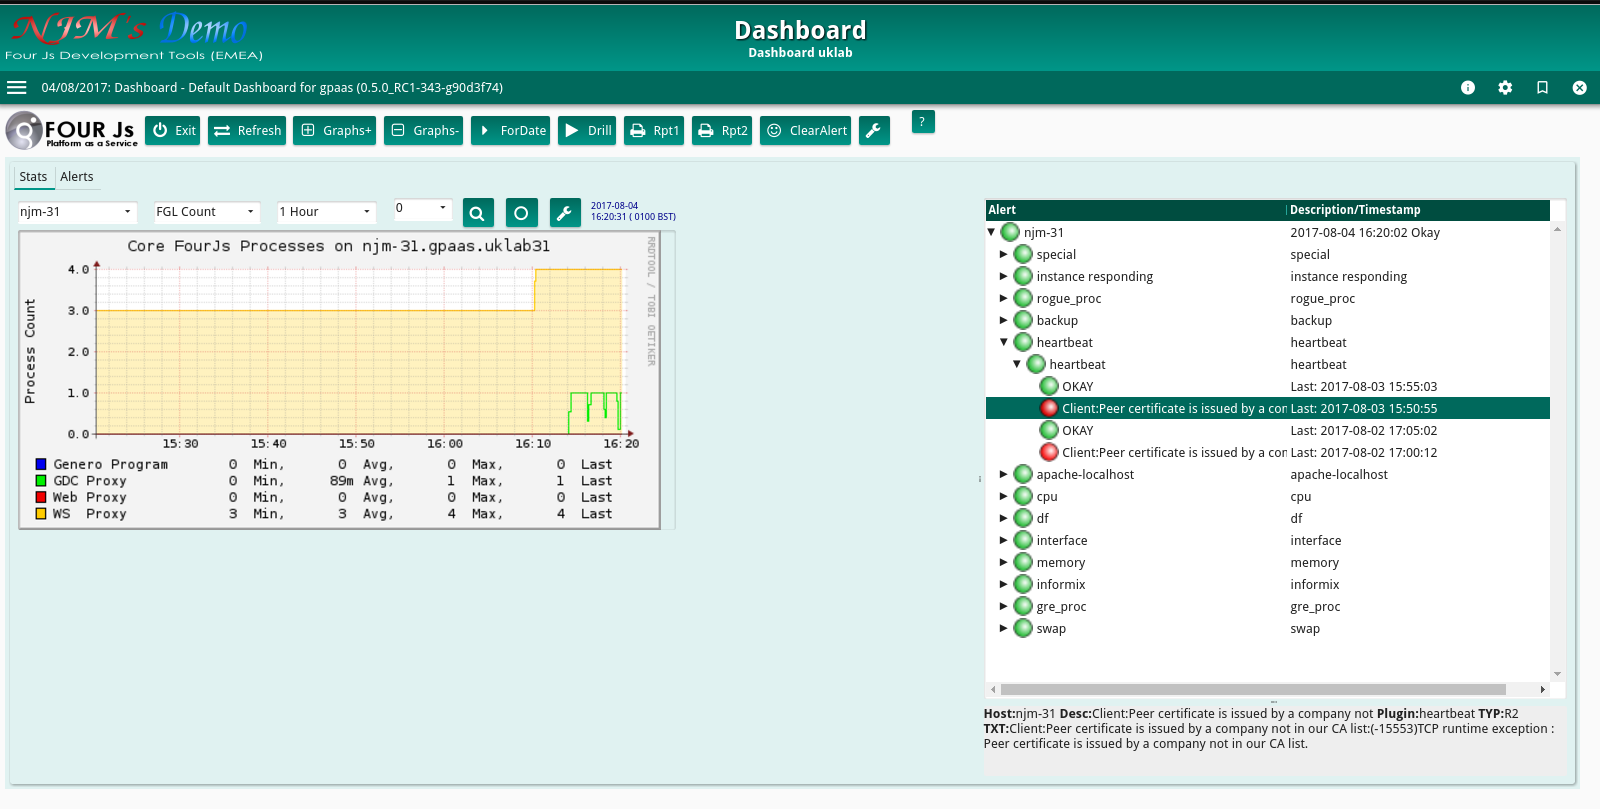 NJM's Demo
Four Js Development Tools (EMEA)
Dashboard
Dashboard uklab
04/08/2017: Dashboard - Default Dashboard for gpaas (0.5.0_RC1-343-g90d3f74)
FOUR Js
Platform as a Service
Exit Refresh Graphs+ Graphs- ForDate Drill Rpt1 Rpt2 ClearAlert ?
Stats Alerts
njm-31 FGL Count 1 Hour 0
2017-08-04
16:20:31 ( 0100 BST)
Core FourJs Processes on njm-31.gpaas.uklab31
RRDTOOL / TOBI OETIKER
Process Count
4.0
3.0
2.0
1.0
0.0
15:30 15:40 15:50 16:00 16:10 16:20
Genero Program 0 Min, 0 Avg, 0 Max, 0 Last
GDC Proxy 0 Min, 89m Avg, 1 Max, 1 Last
Web Proxy 0 Min, 0 Avg, 0 Max, 0 Last
WS Proxy 3 Min, 3 Avg, 4 Max, 4 Last
Alert Description/Timestamp
njm-31 2017-08-04 16:20:02 Okay
special special
instance responding instance responding
rogue_proc rogue_proc
backup backup
heartbeat heartbeat
heartbeat heartbeat
OKAY Last: 2017-08-03 15:55:03
Client:Peer certificate is issued by a con Last: 2017-08-03 15:50:55
OKAY Last: 2017-08-02 17:05:02
Client:Peer certificate is issued by a con Last: 2017-08-02 17:00:12
apache-localhost apache-localhost
cpu cpu
df df
interface interface
memory memory
informix informix
gre_proc gre_proc
swap swap
Host:njm-31 Desc:Client:Peer certificate is issued by a company not Plugin:heartbeat TYP:R2
TXT:Client:Peer certificate is issued by a company not in our CA list:(-15553)TCP runtime exception :
Peer certificate is issued by a company not in our CA list.